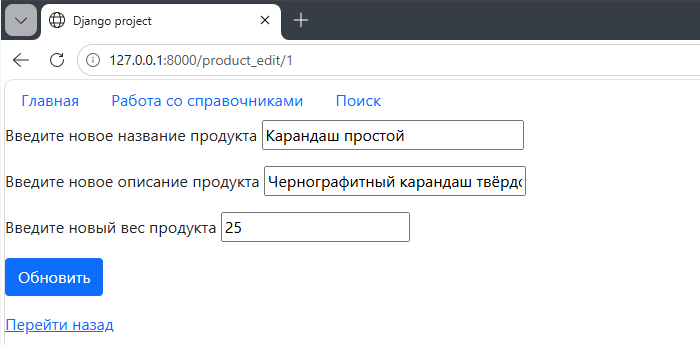 Django project
127.0.0.1:8000/product_edit/1
Главная Работа со справочниками Поиск
Введите новое название продукта Карандаш простой
Введите новое описание продукта Чернографитный карандаш твёрдо
Введите новый вес продукта 25
Обновить
Перейти назад